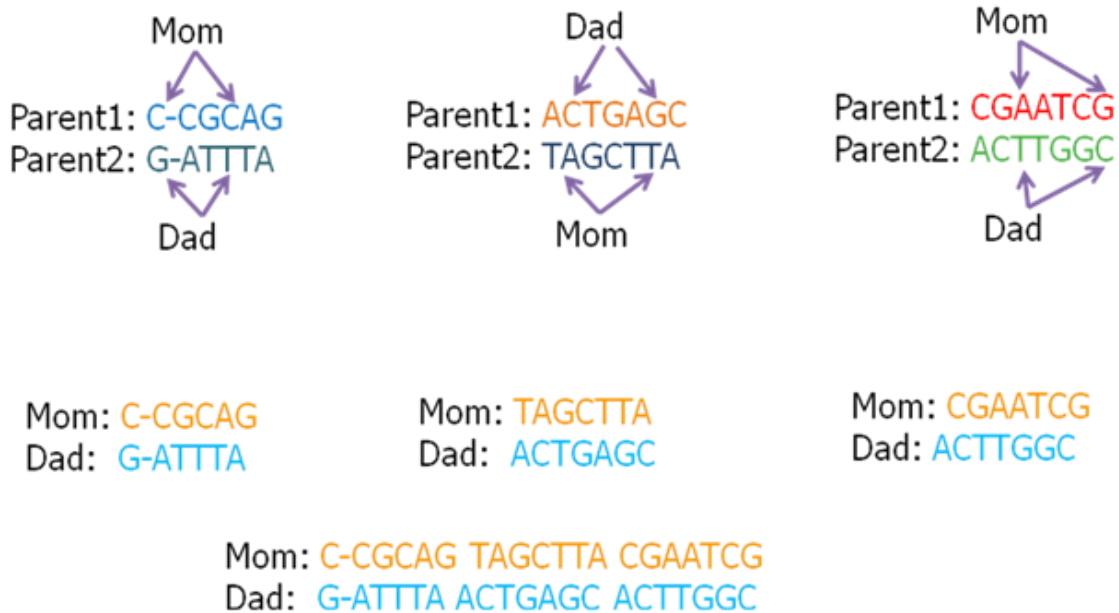 Mom
Parent1: C-CGCAG
Parent2: G-ATTTA
Dad
Dad
Parent1: ACTGAGC
Parent2: TAGCTTA
Mom
Mom
Parent1: CGAATCG
Parent2: ACTTGGC
Dad
Mom: C-CGCAG
Dad: G-ATTTA
Mom: TAGCTTA
Dad: ACTGAGC
Mom: CGAATCG
Dad: ACTTGGC
Mom: C-CGCAG TAGCTTA CGAATCG
Dad: G-ATTTA ACTGAGC ACTTGGC